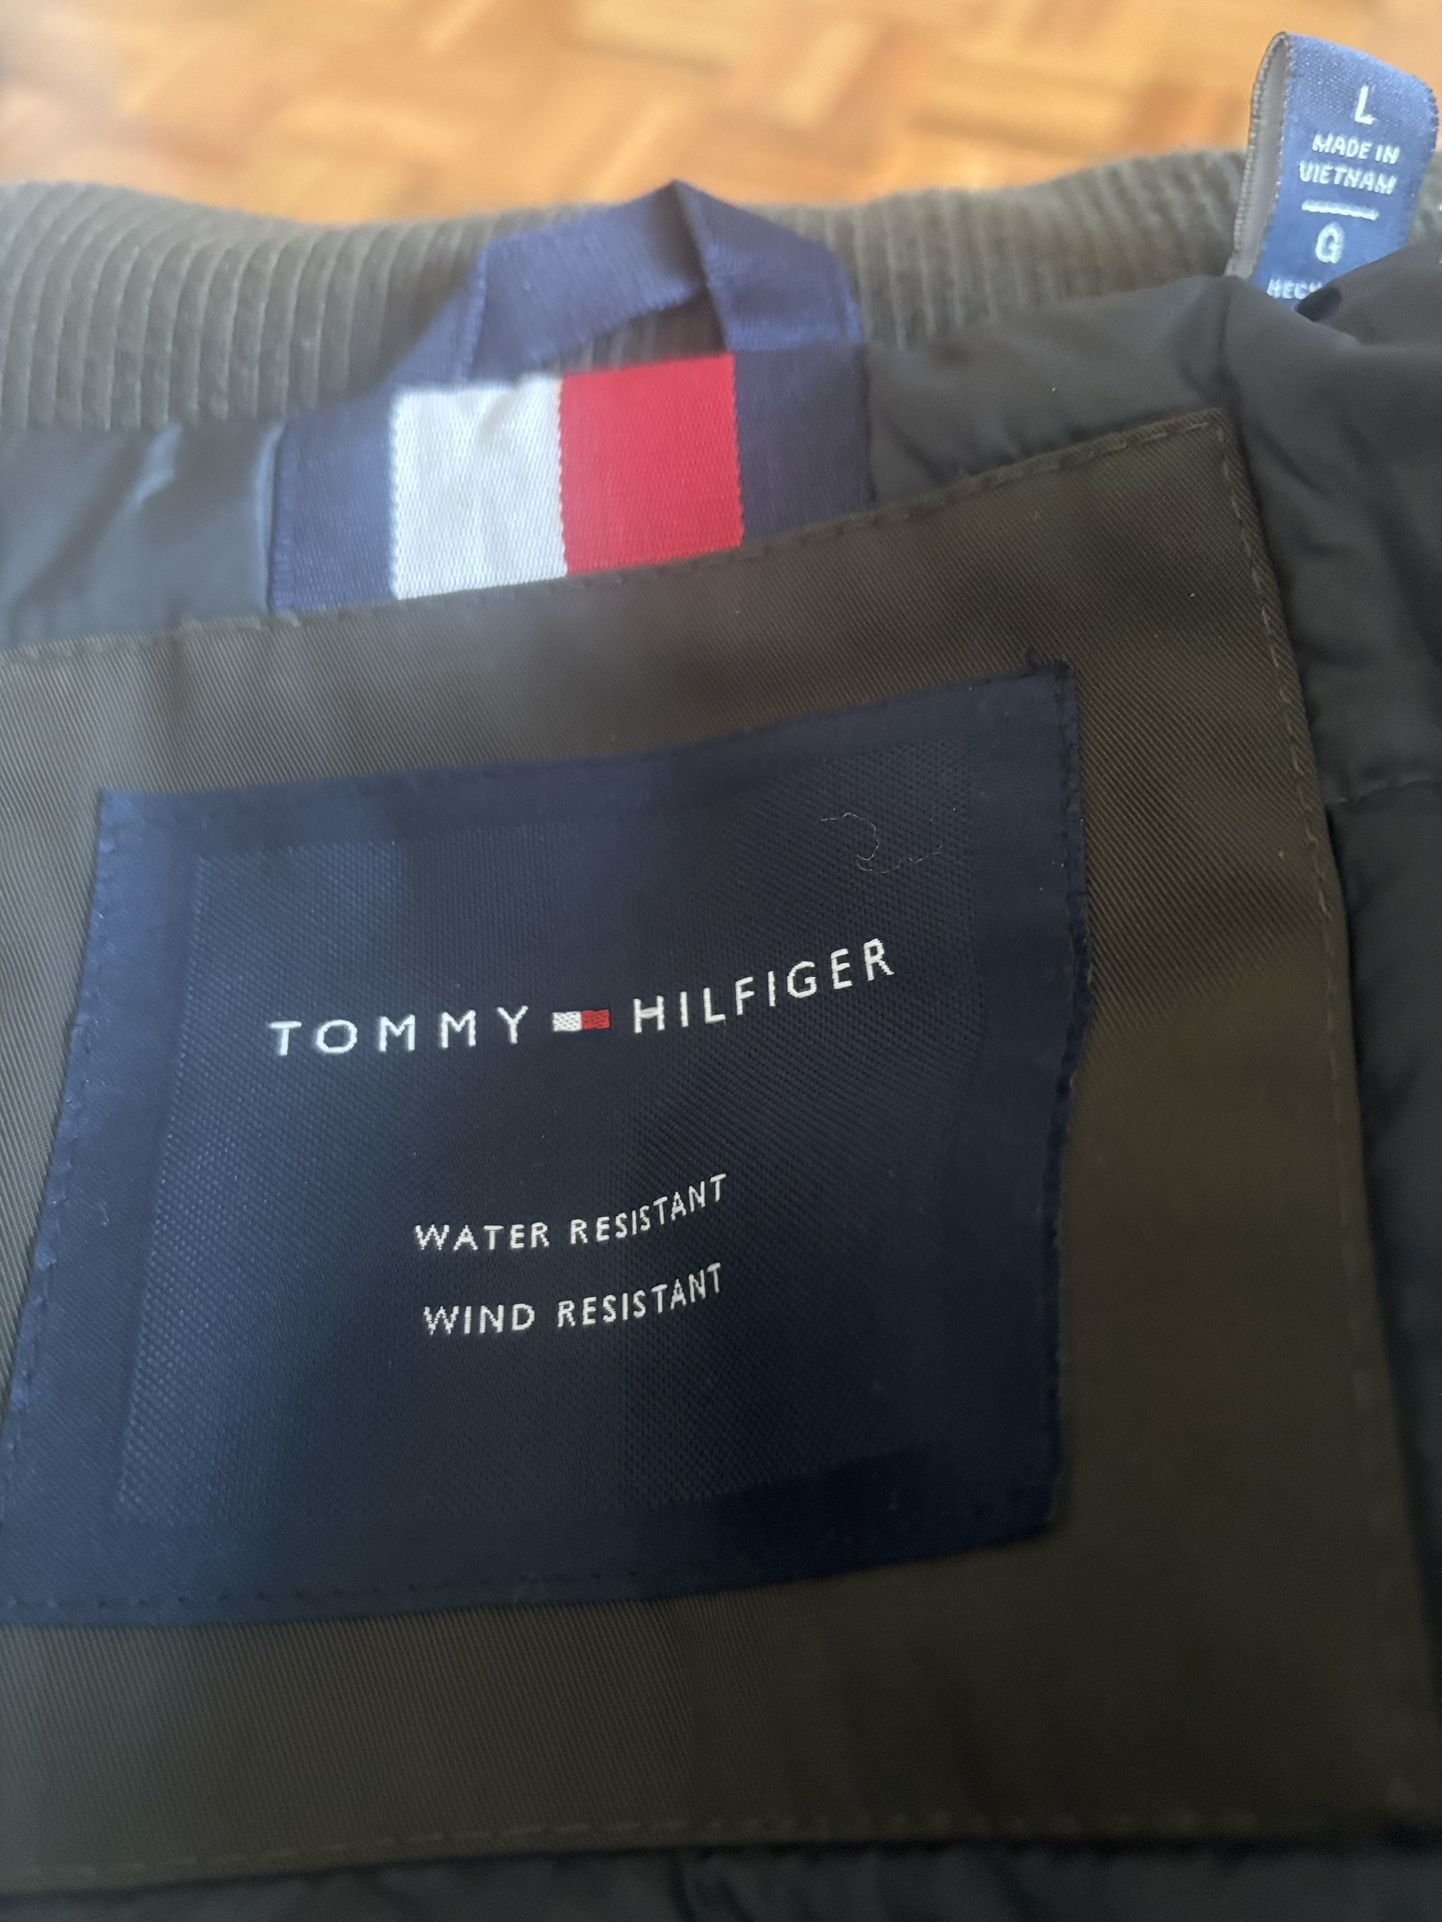 L
MADE IN
VIETNAM
G
TOMMY HILFIGER
WATER RESISTANT
WIND RESISTANT